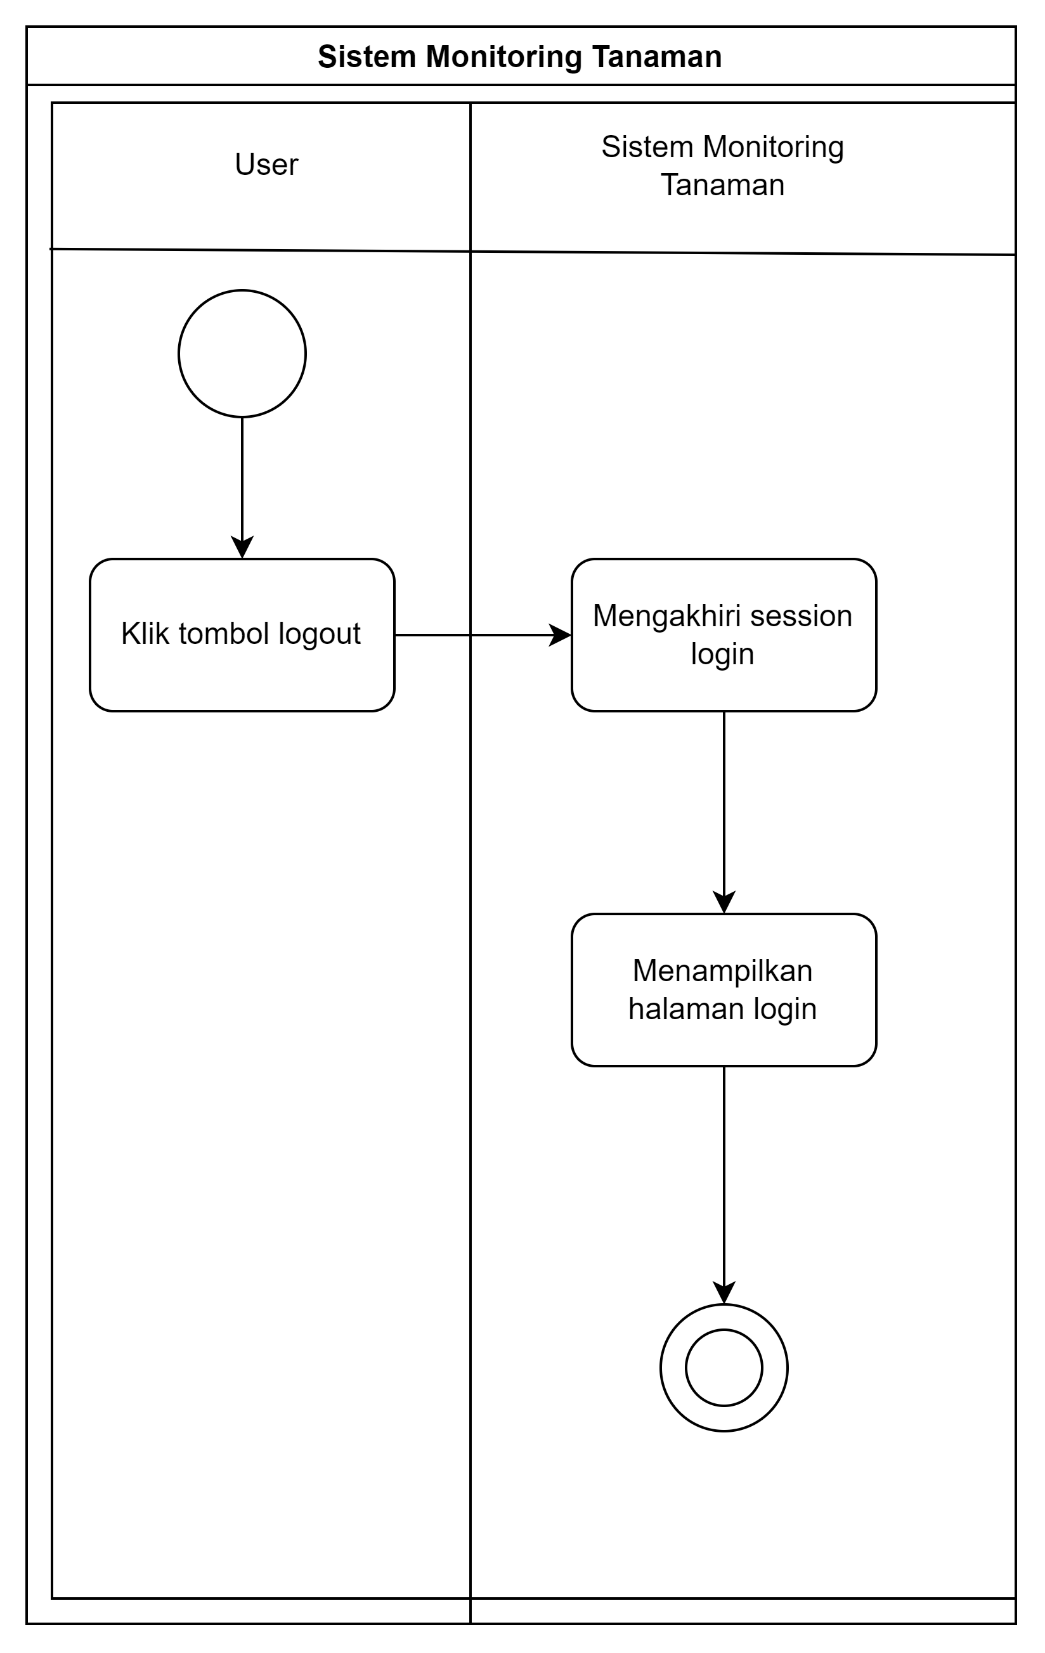 Sistem Monitoring Tanaman
User
Sistem Monitoring
Tanaman
Klik tombol logout
Mengakhiri session
login
Menampilkan
halaman login